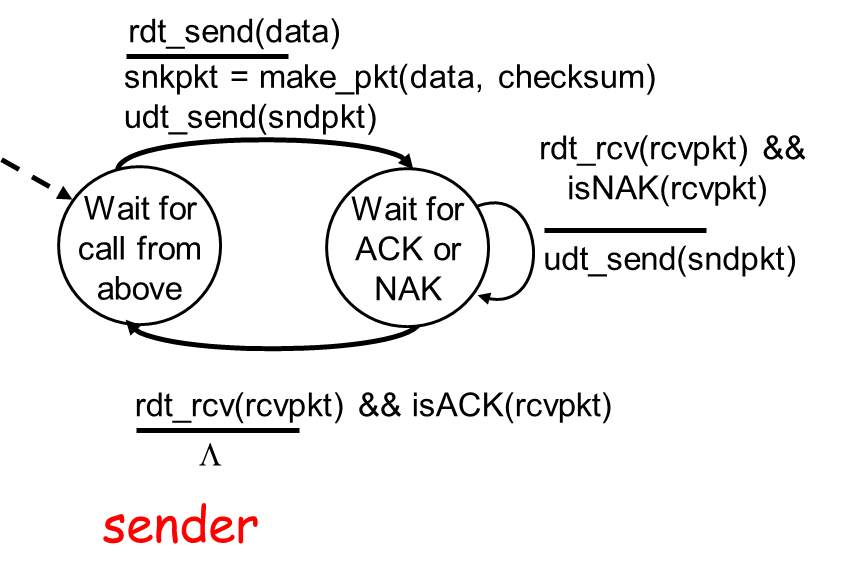 rdt_send(data)
snkpkt = make_pkt(data, checksum)
udt_send(sndpkt)
rdt_rcv(rcvpkt) &&
isNAK(rcvpkt)
udt_send(sndpkt)
Wait for
call from
above
Wait for
ACK or
NAK
rdt_rcv(rcvpkt) && isACK(rcvpkt)
Λ
sender